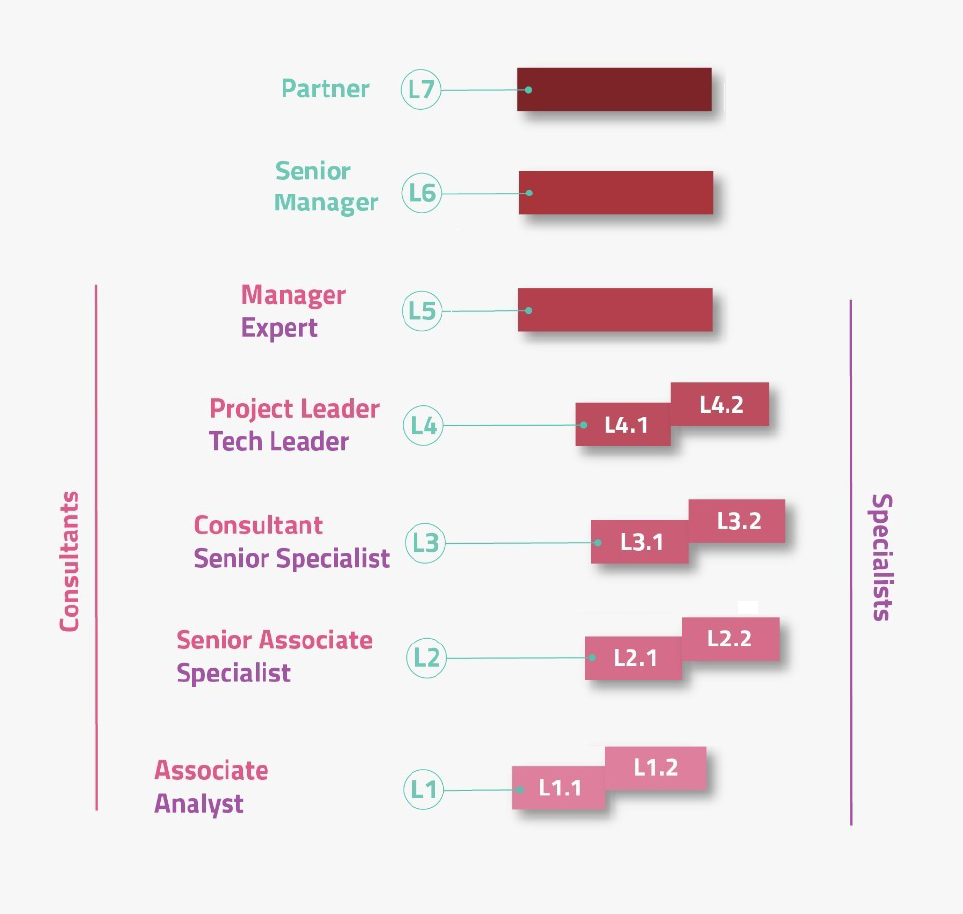 Partner L7
Senior
Manager L6
Manager
Expert L5
Project Leader
Tech Leader L4 L4.1 L4.2
Consultant
Senior Specialist L3 L3.1 L3.2
Senior Associate
Specialist L2 L2.1 L2.2
Associate
Analyst L1 L1.1 L1.2
Consultants
Specialists